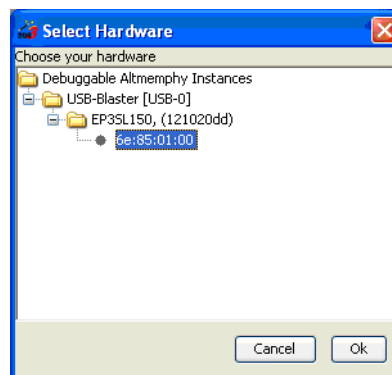 Select Hardware
Choose your hardware
Debuggable Altmemphy Instances
USB-Blaster [USB-0]
EP3SL150, (121020dd)
6e:85:01:00
Cancel Ok